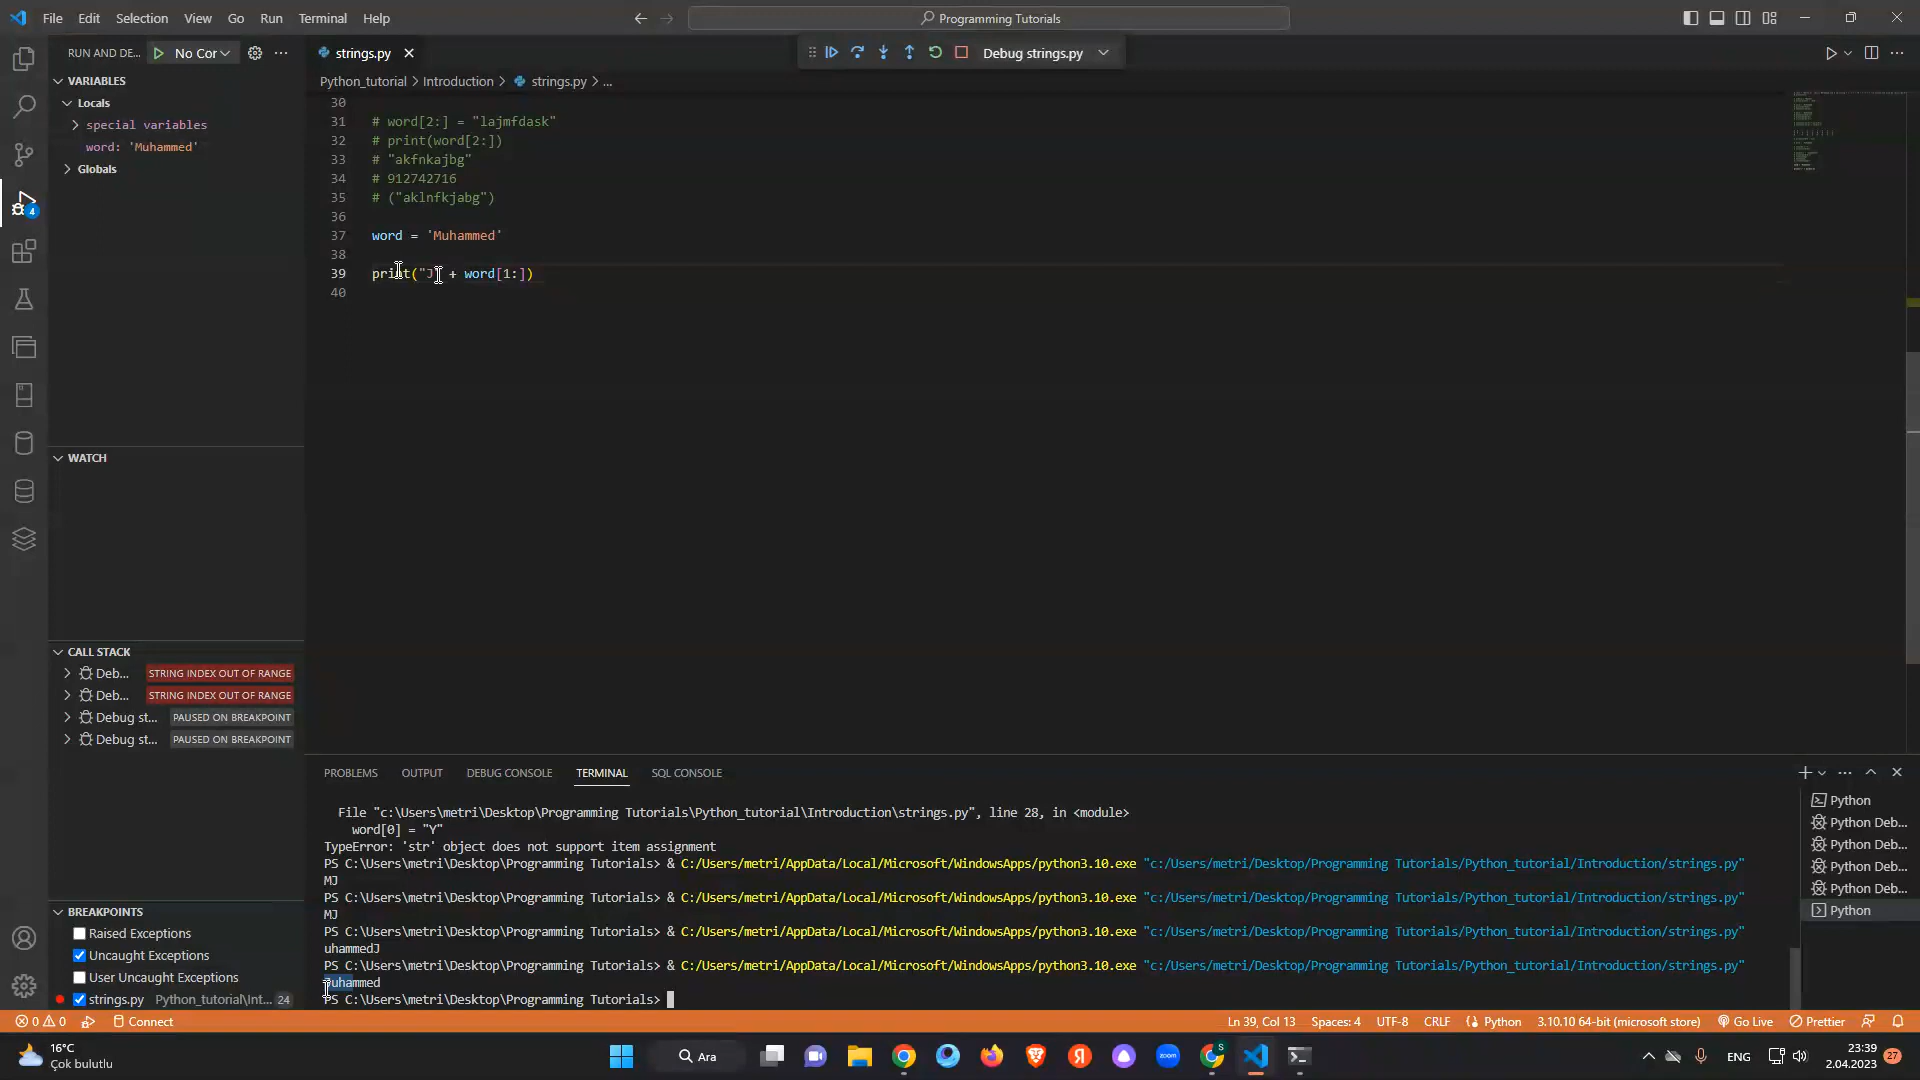 File Edit Selection View Go Run Terminal Help
Programming Tutorials
RUN AND DE... No Cor
strings.py
Debug strings.py
Python_tutorial > Introduction > strings.py > ...
VARIABLES
Locals
special variables
word: 'Muhammed'
Globals
30
31 # word[2:] = "lajmfdask"
32 # print(word[2:])
33 # "akfnkajbg"
34 # 912742716
35 # ("aklnfkjabg")
36
37 word = 'Muhammed'
38
39 print("J" + word[1:])
40
WATCH
CALL STACK
Deb... STRING INDEX OUT OF RANGE
Deb... STRING INDEX OUT OF RANGE
Debug st... PAUSED ON BREAKPOINT
Debug st... PAUSED ON BREAKPOINT
4
BREAKPOINTS
Raised Exceptions
Uncaught Exceptions
User Uncaught Exceptions
strings.py Python_tutorial\Int... 24
PROBLEMS OUTPUT DEBUG CONSOLE TERMINAL SQL CONSOLE
File "c:\Users\metri\Desktop\Programming Tutorials\Python_tutorial\Introduction\strings.py", line 28, in <module>
word[0] = "Y"
TypeError: 'str' object does not support item assignment
PS C:\Users\metri\Desktop\Programming Tutorials> & C:/Users/metri/AppData/Local/Microsoft/WindowsApps/python3.10.exe "c:/Users/metri/Desktop/Programming Tutorials/Python_tutorial/Introduction/strings.py"
MJ
PS C:\Users\metri\Desktop\Programming Tutorials> & C:/Users/metri/AppData/Local/Microsoft/WindowsApps/python3.10.exe "c:/Users/metri/Desktop/Programming Tutorials/Python_tutorial/Introduction/strings.py"
MJ
PS C:\Users\metri\Desktop\Programming Tutorials> & C:/Users/metri/AppData/Local/Microsoft/WindowsApps/python3.10.exe "c:/Users/metri/Desktop/Programming Tutorials/Python_tutorial/Introduction/strings.py"
uhammedJ
PS C:\Users\metri\Desktop\Programming Tutorials> & C:/Users/metri/AppData/Local/Microsoft/WindowsApps/python3.10.exe "c:/Users/metri/Desktop/Programming Tutorials/Python_tutorial/Introduction/strings.py"
Juhammed
PS C:\Users\metri\Desktop\Programming Tutorials>
Python
Python Deb...
Python Deb...
Python Deb...
Python Deb...
Python
0 0 Connect
Ln 39, Col 13 Spaces: 4 UTF-8 CRLF Python 3.10.10 64-bit (microsoft store) Go Live Prettier
16°C
Çok bulutlu
Ara
zoom
S
ENG
23:39
2.04.2023
27